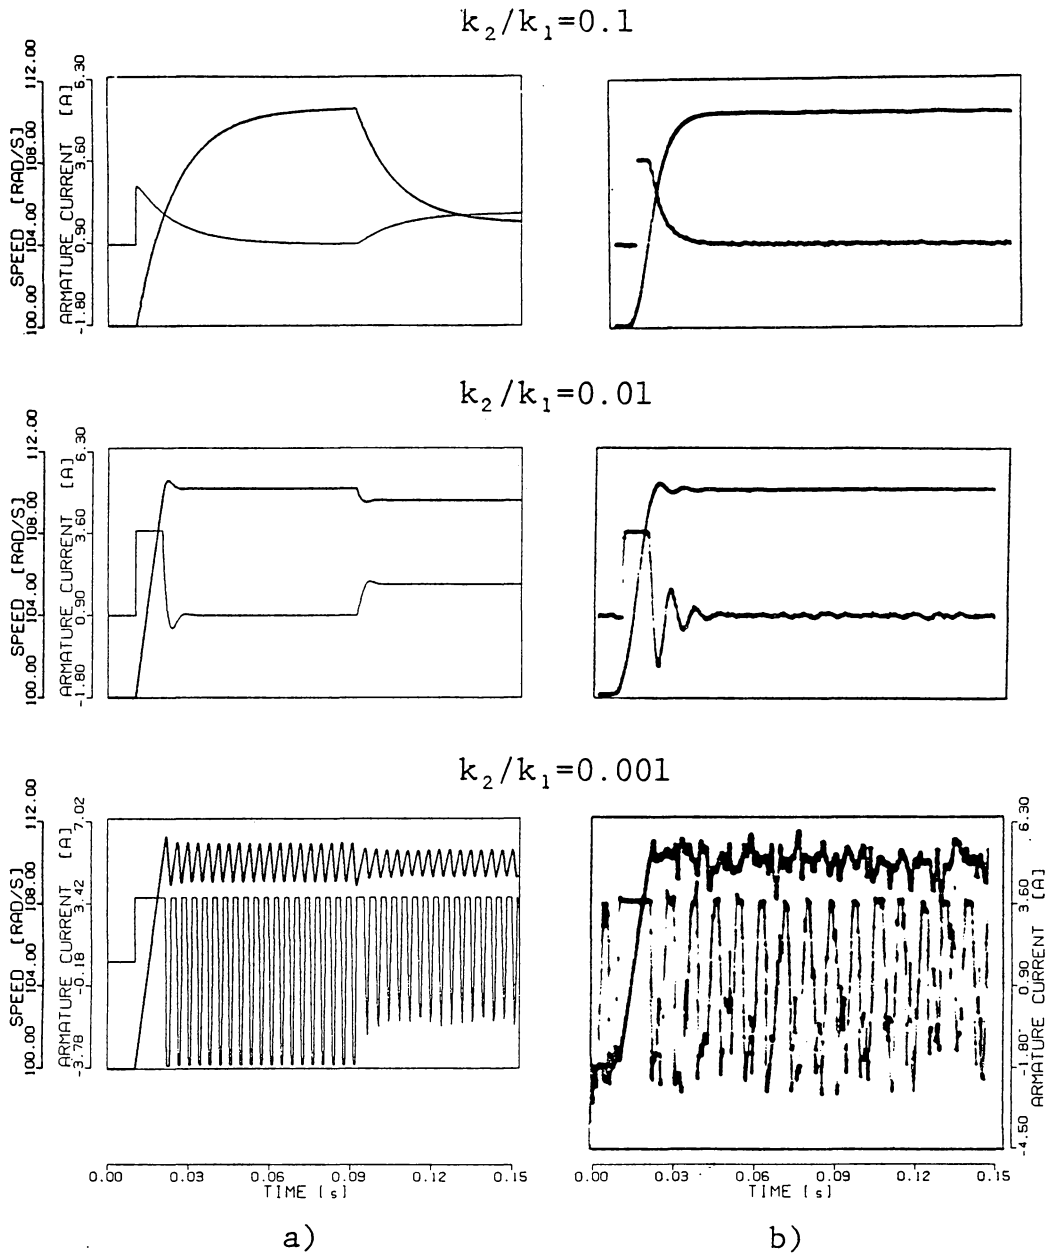 k₂/k₁=0.1
SPEED [RAD/S]
100.00 104.00 108.00 112.00
ARMATURE CURRENT [A]
-1.80 0.90 3.60 6.30
k₂/k₁=0.01
SPEED [RAD/S]
100.00 104.00 108.00 112.00
ARMATURE CURRENT [A]
-1.80 0.90 3.60 6.30
k₂/k₁=0.001
SPEED [RAD/S]
100.00 104.00 108.00 112.00
ARMATURE CURRENT [A]
-3.78 -0.18 3.42 7.02
ARMATURE CURRENT [A]
-4.50 -1.80 0.90 3.60 6.30
0.00 0.03 0.06 0.09 0.12 0.15
TIME [s]
0.00 0.03 0.06 0.09 0.12 0.15
TIME [s]
a)
b)